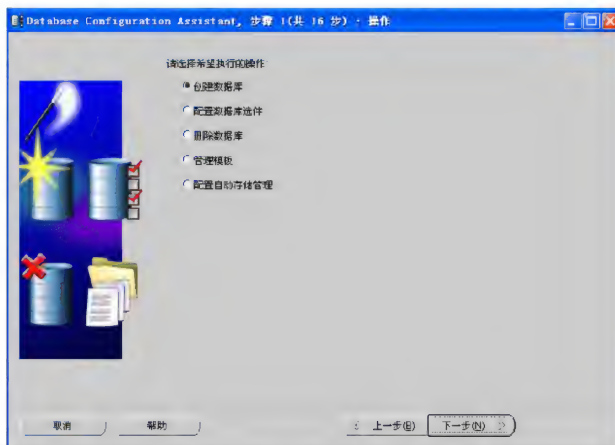 Database Configuration Assistant, 步骤 1(共 16 步) : 操作
请选择希望执行的操作
创建数据库
配置数据库选件
删除数据库
管理模板
配置自动存储管理
取消
帮助
上一步(B)
下一步(N)